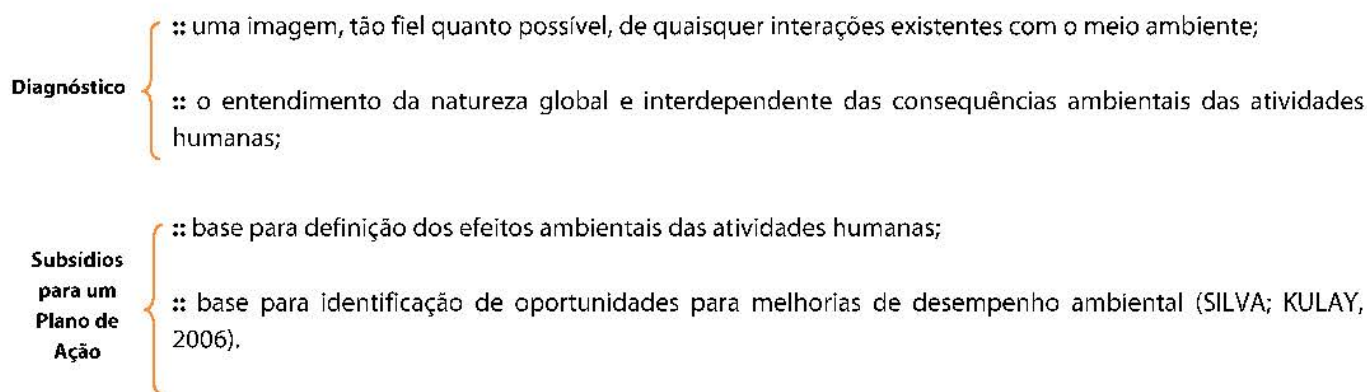 :: uma imagem, tão fiel quanto possível, de quaisquer interações existentes com o meio ambiente;
Diagnóstico
:: o entendimento da natureza global e interdependente das consequências ambientais das atividades
humanas;
:: base para definição dos efeitos ambientais das atividades humanas;
Subsídios
para um
Plano de
Ação
:: base para identificação de oportunidades para melhorias de desempenho ambiental (SILVA; KULAY,
2006).